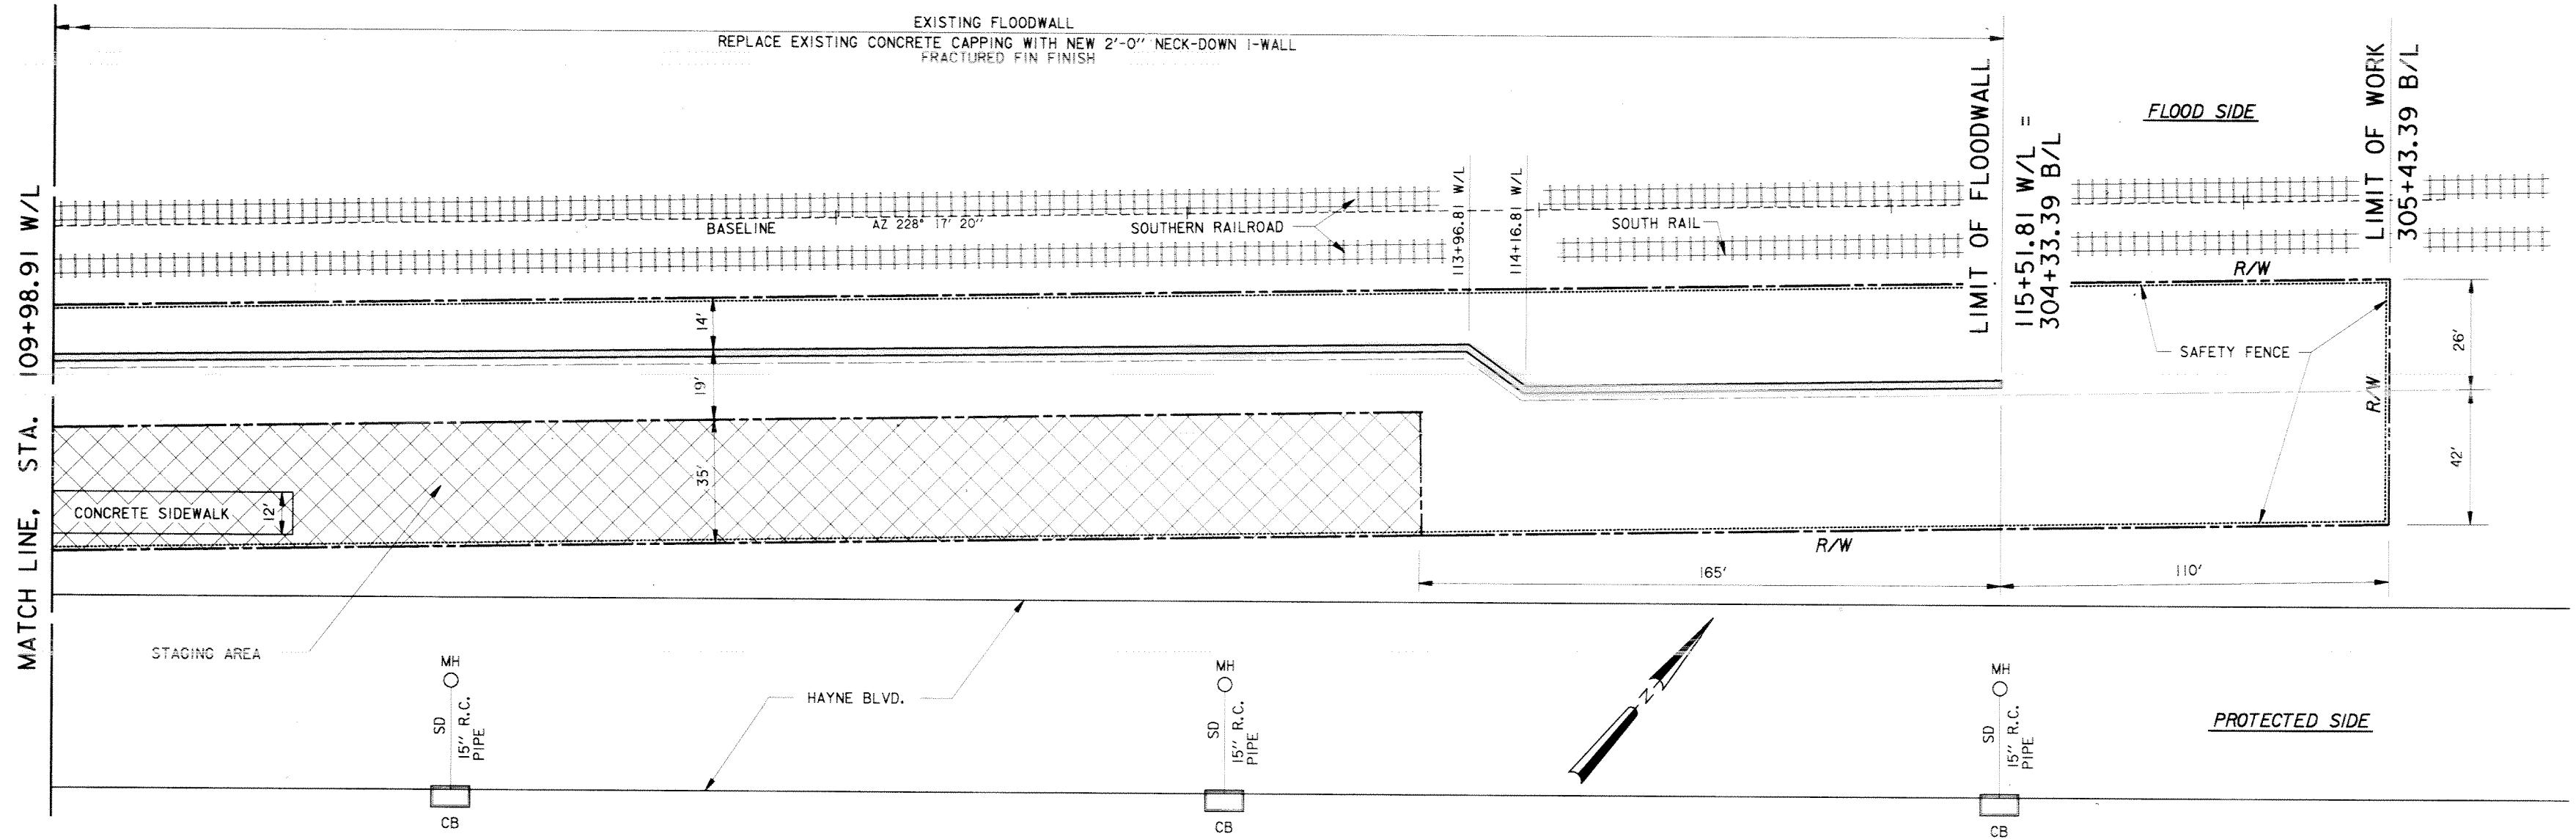 EXISTING FLOODWALL
REPLACE EXISTING CONCRETE CAPPING WITH NEW 2'-0'' NECK-DOWN I-WALL
FRACTURED FIN FINISH
MATCH LINE, STA. 109+98.91 W/L
BASELINE
AZ 228° 17' 20''
SOUTHERN RAILROAD
113+96.81 W/L
114+16.81 W/L
SOUTH RAIL
LIMIT OF FLOODWALL
115+51.81 W/L =
304+33.39 B/L
FLOOD SIDE
LIMIT OF WORK
305+43.39 B/L
R/W
14'
19'
35'
SAFETY FENCE
R/W
26'
42'
CONCRETE SIDEWALK
12'
R/W
165'
110'
STAGING AREA
HAYNE BLVD.
MH
SD
15'' R.C.
PIPE
CB
MH
SD
15'' R.C.
PIPE
CB
N
MH
SD
15'' R.C.
PIPE
CB
PROTECTED SIDE